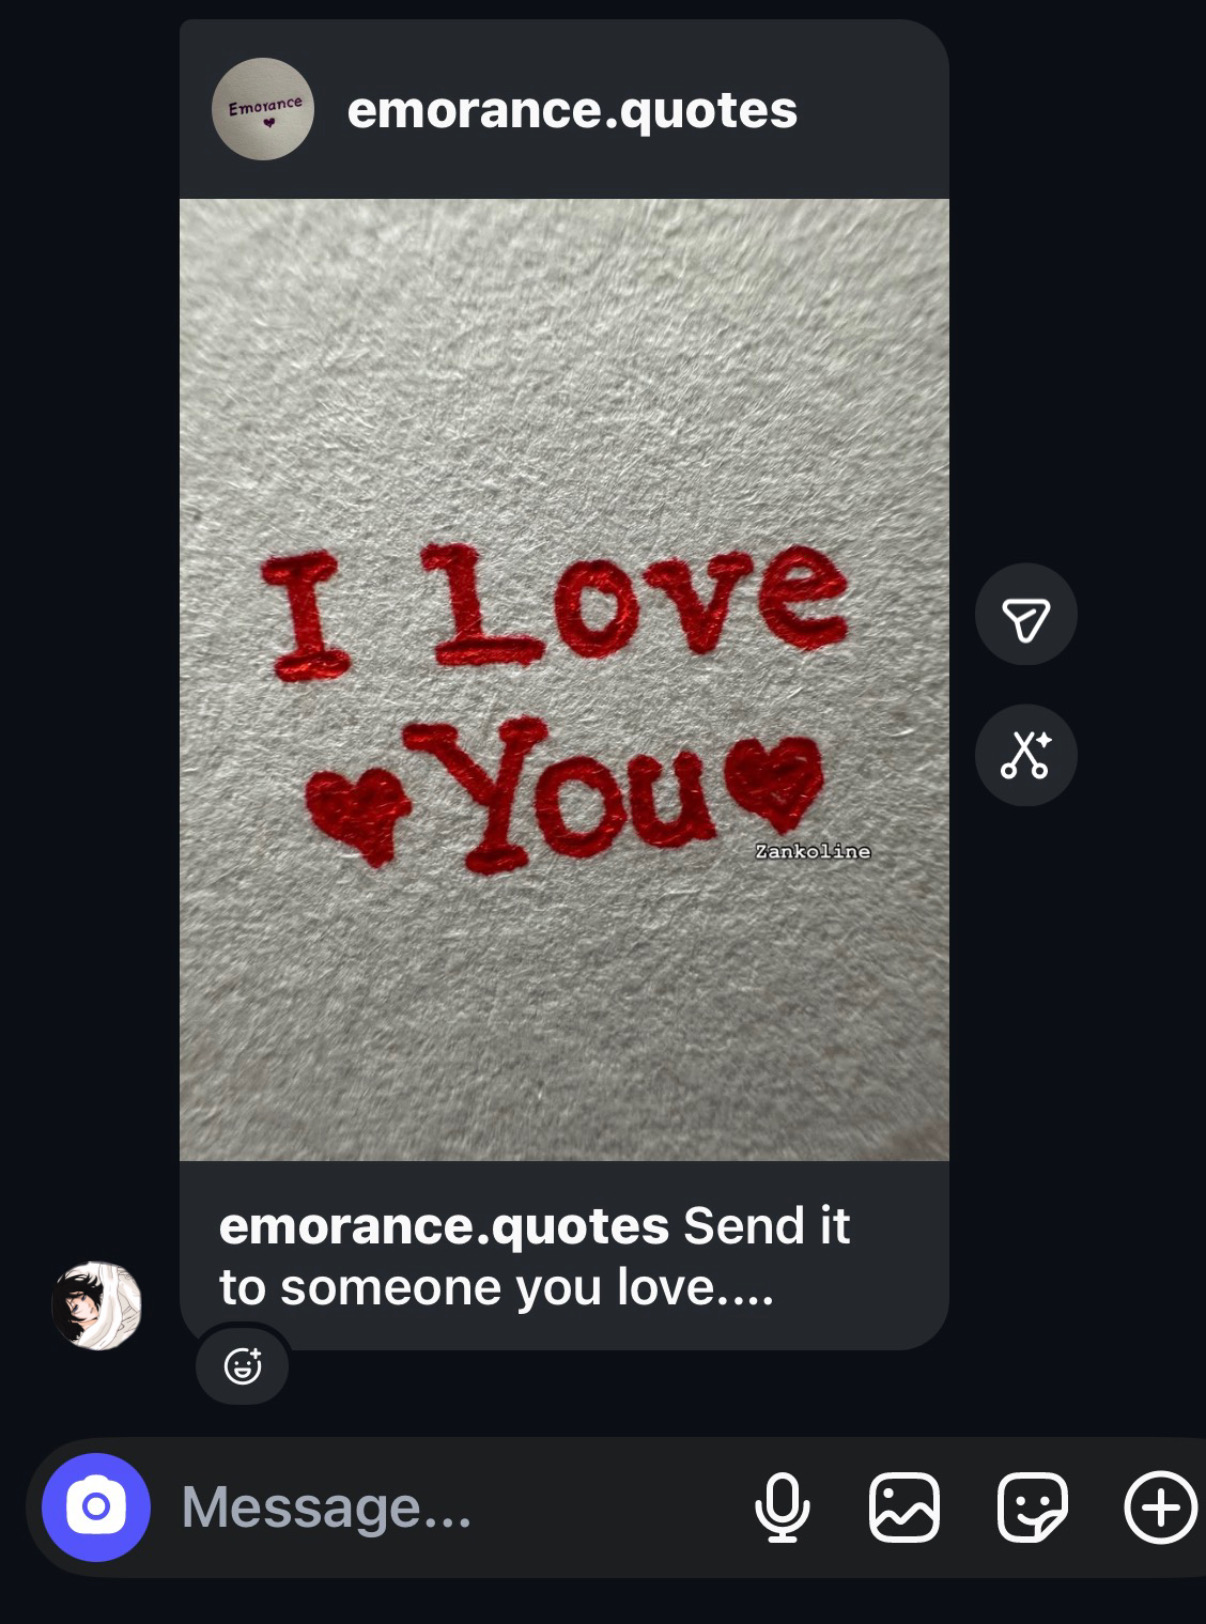 Emorance
emorance.quotes
I Love
You
Zankoline
emorance.quotes Send it
to someone you love....
Message...